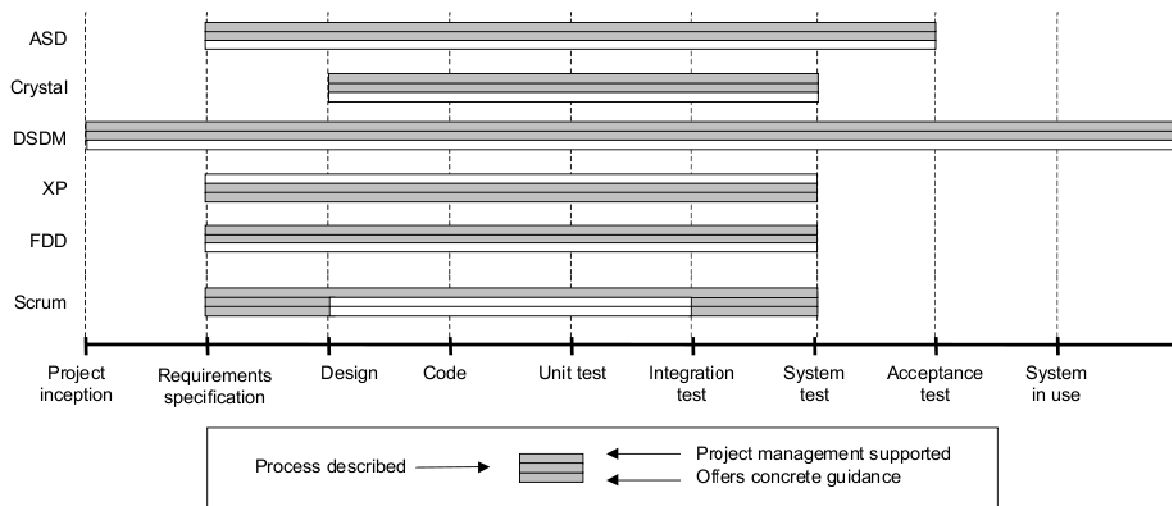 ASD
Crystal
DSDM
XP
FDD
Scrum
Project
inception
Requirements
specification
Design
Code
Unit test
Integration
test
System
test
Acceptance
test
System
in use
Process described
Project management supported
Offers concrete guidance